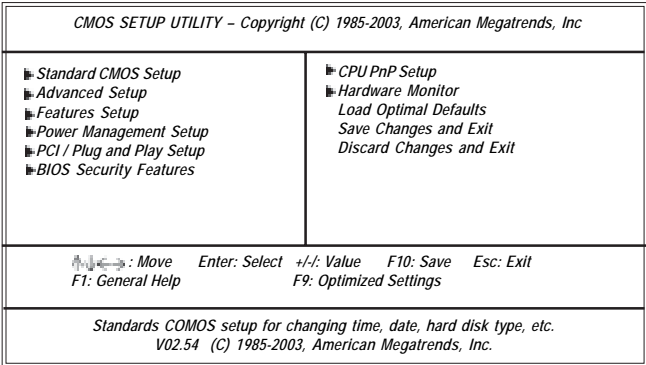 CMOS SETUP UTILITY – Copyright (C) 1985-2003, American Megatrends, Inc
Standard CMOS Setup
Advanced Setup
Features Setup
Power Management Setup
PCI / Plug and Play Setup
BIOS Security Features
CPU PnP Setup
Hardware Monitor
Load Optimal Defaults
Save Changes and Exit
Discard Changes and Exit
↑↓←→ : Move Enter: Select +/-/: Value F10: Save Esc: Exit
F1: General Help F9: Optimized Settings
Standards COMOS setup for changing time, date, hard disk type, etc.
V02.54 (C) 1985-2003, American Megatrends, Inc.